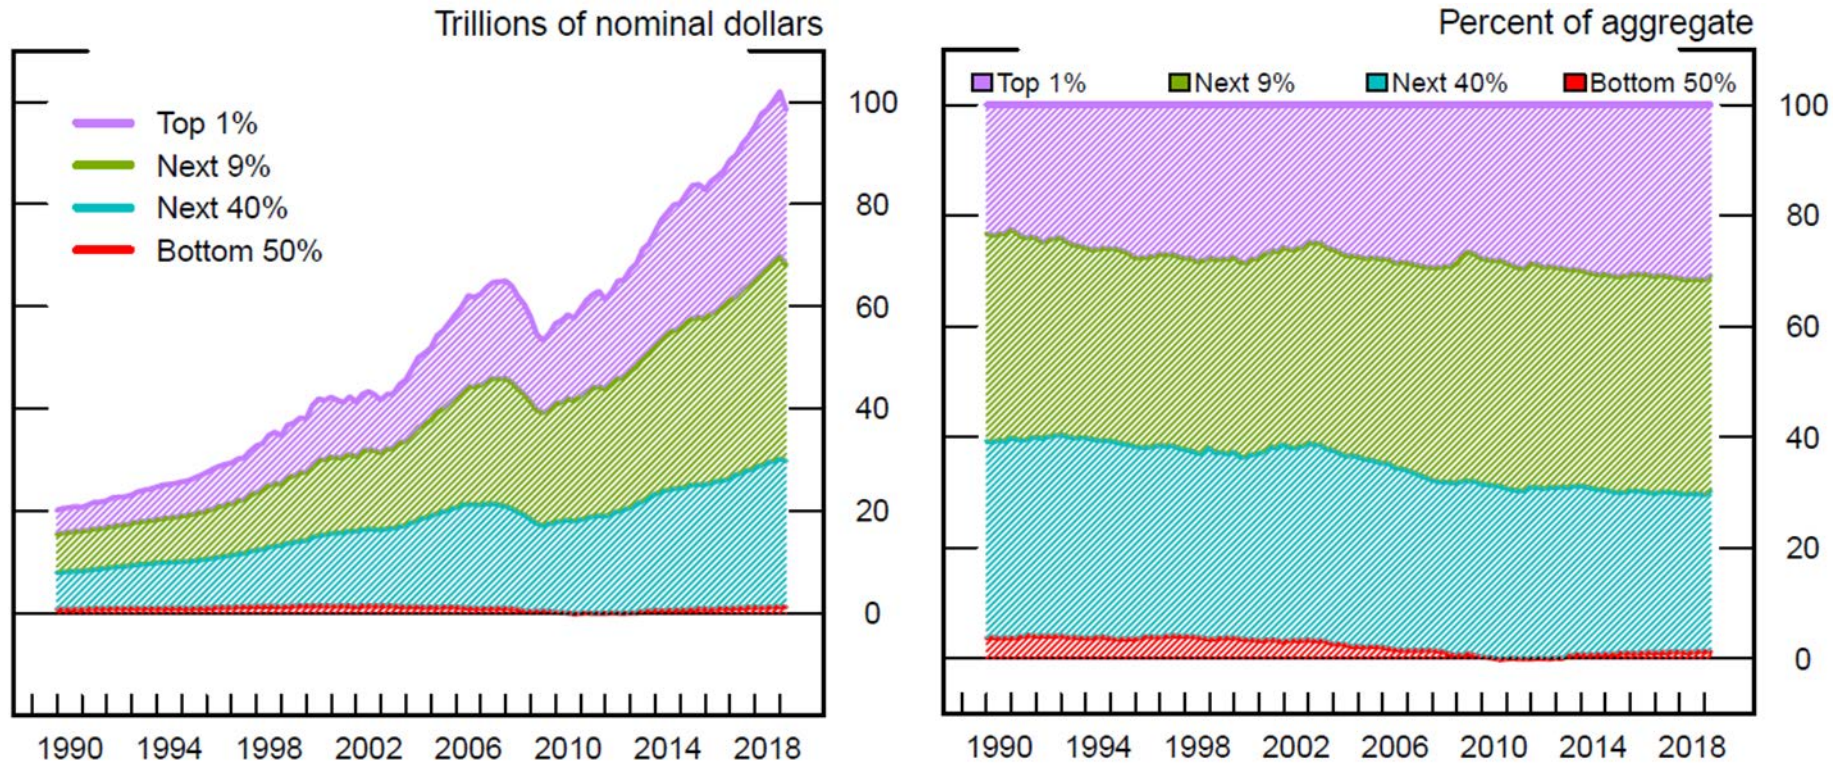 Trillions of nominal dollars
Top 1%
Next 9%
Next 40%
Bottom 50%
100
80
60
40
20
0
1990 1994 1998 2002 2006 2010 2014 2018
Percent of aggregate
Top 1% Next 9% Next 40% Bottom 50%
100
80
60
40
20
0
1990 1994 1998 2002 2006 2010 2014 2018